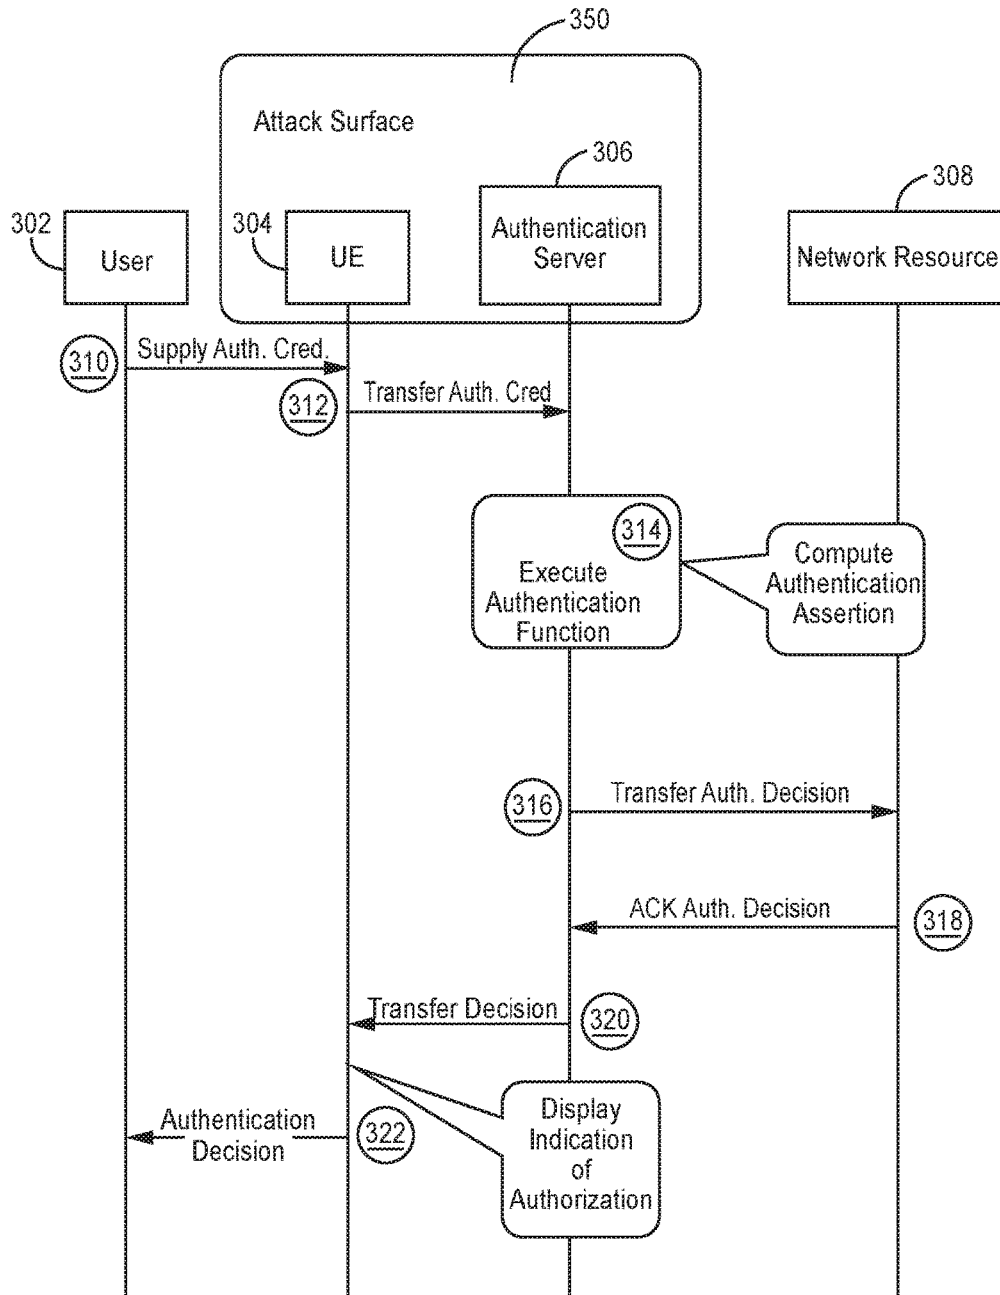 350
Attack Surface
306
308
302
304
User
UE
Authentication
Server
Network Resource
310
Supply Auth. Cred.
312
Transfer Auth. Cred
314
Execute
Authentication
Function
Compute
Authentication
Assertion
316
Transfer Auth. Decision
ACK Auth. Decision
318
Transfer Decision
320
Authentication
Decision
322
Display
Indication
of
Authorization